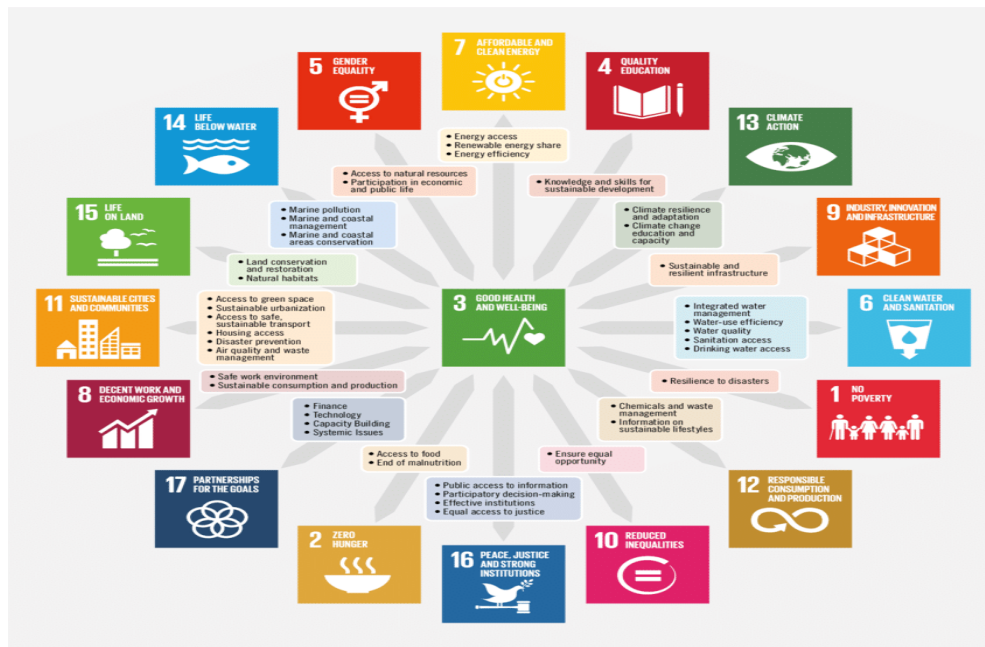 7 AFFORDABLE AND
CLEAN ENERGY
5 GENDER
EQUALITY
4 QUALITY
EDUCATION
14 LIFE
BELOW WATER
13 CLIMATE
ACTION
• Energy access
• Renewable energy share
• Energy efficiency
• Access to natural resources
• Participation in economic
and public life
• Knowledge and skills for
sustainable development
15 LIFE
ON LAND
• Marine pollution
• Marine and coastal
management
• Marine and coastal
areas conservation
• Climate resilience
and adaptation
• Climate change
education and
capacity
9 INDUSTRY, INNOVATION
AND INFRASTRUCTURE
• Land conservation
and restoration
• Natural habitats
• Sustainable and
resilient infrastructure
11 SUSTAINABLE CITIES
AND COMMUNITIES
• Access to green space
• Sustainable urbanization
• Access to safe,
sustainable transport
• Housing access
• Disaster prevention
• Air quality and waste
management
3 GOOD HEALTH
AND WELL-BEING
• Integrated water
management
• Water-use efficiency
• Water quality
• Sanitation access
• Drinking water access
6 CLEAN WATER
AND SANITATION
8 DECENT WORK AND
ECONOMIC GROWTH
• Safe work environment
• Sustainable consumption and production
• Resilience to disasters
1 NO
POVERTY
• Finance
• Technology
• Capacity Building
• Systemic Issues
• Chemicals and waste
management
• Information on
sustainable lifestyles
• Access to food
• End of malnutrition
• Ensure equal
opportunity
17 PARTNERSHIPS
FOR THE GOALS
• Public access to information
• Participatory decision-making
• Effective institutions
• Equal access to justice
12 RESPONSIBLE
CONSUMPTION
AND PRODUCTION
2 ZERO
HUNGER
16 PEACE, JUSTICE
AND STRONG
INSTITUTIONS
10 REDUCED
INEQUALITIES